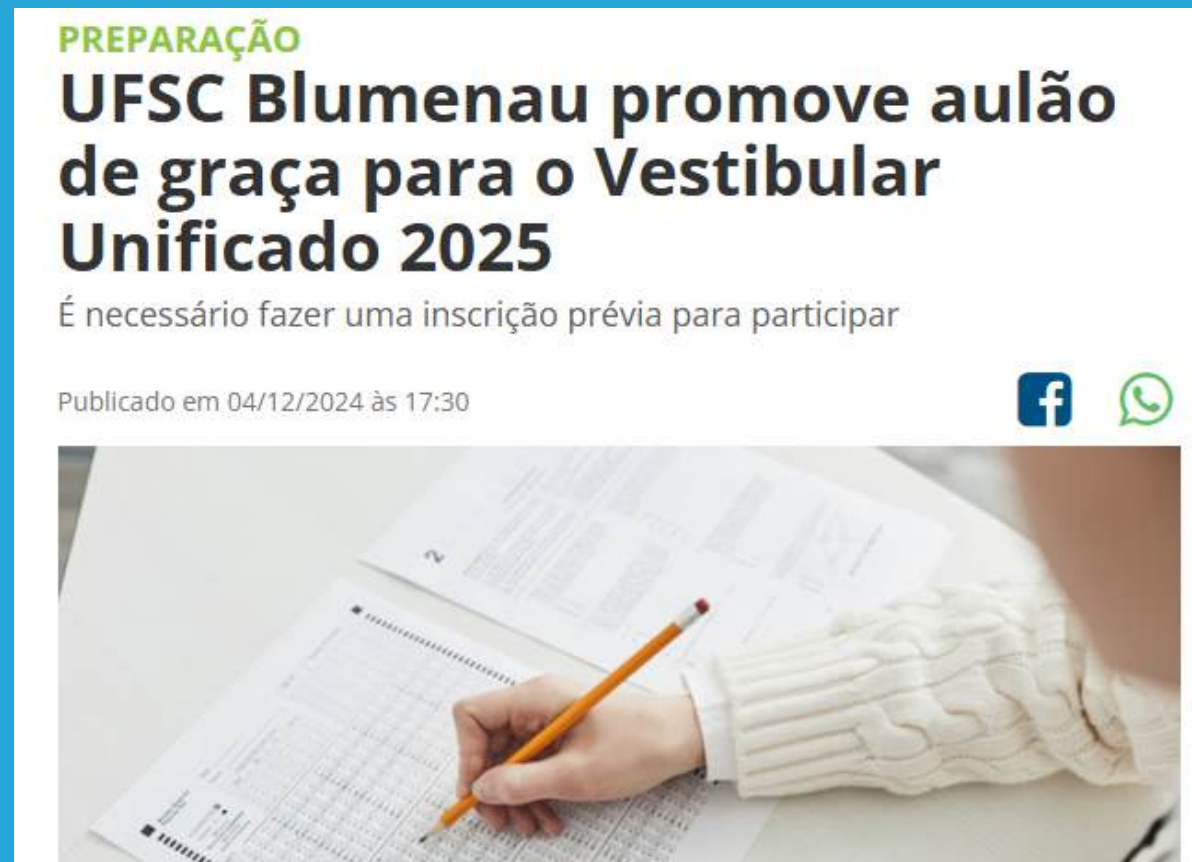 PREPARAÇÃO
UFSC Blumenau promove aulão
de graça para o Vestibular
Unificado 2025
É necessário fazer uma inscrição prévia para participar
Publicado em 04/12/2024 às 17:30
2